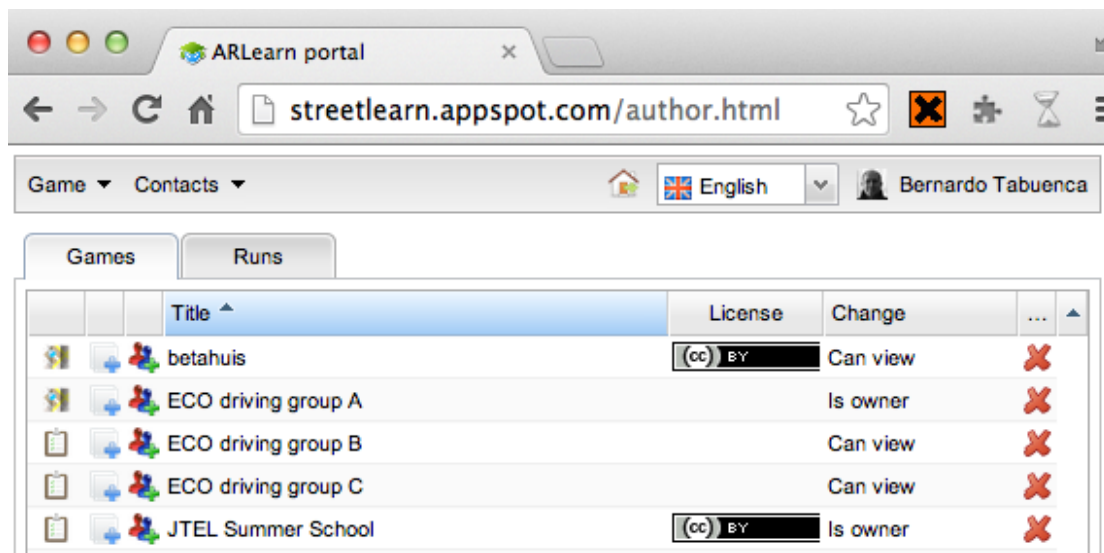 ARLearn portal
streetlearn.appspot.com/author.html
Game Contacts English Bernardo Tabuenca
Games Runs
Title License Change ...
betahuis (cc) BY Can view
ECO driving group A Is owner
ECO driving group B Can view
ECO driving group C Can view
JTEL Summer School (cc) BY Is owner